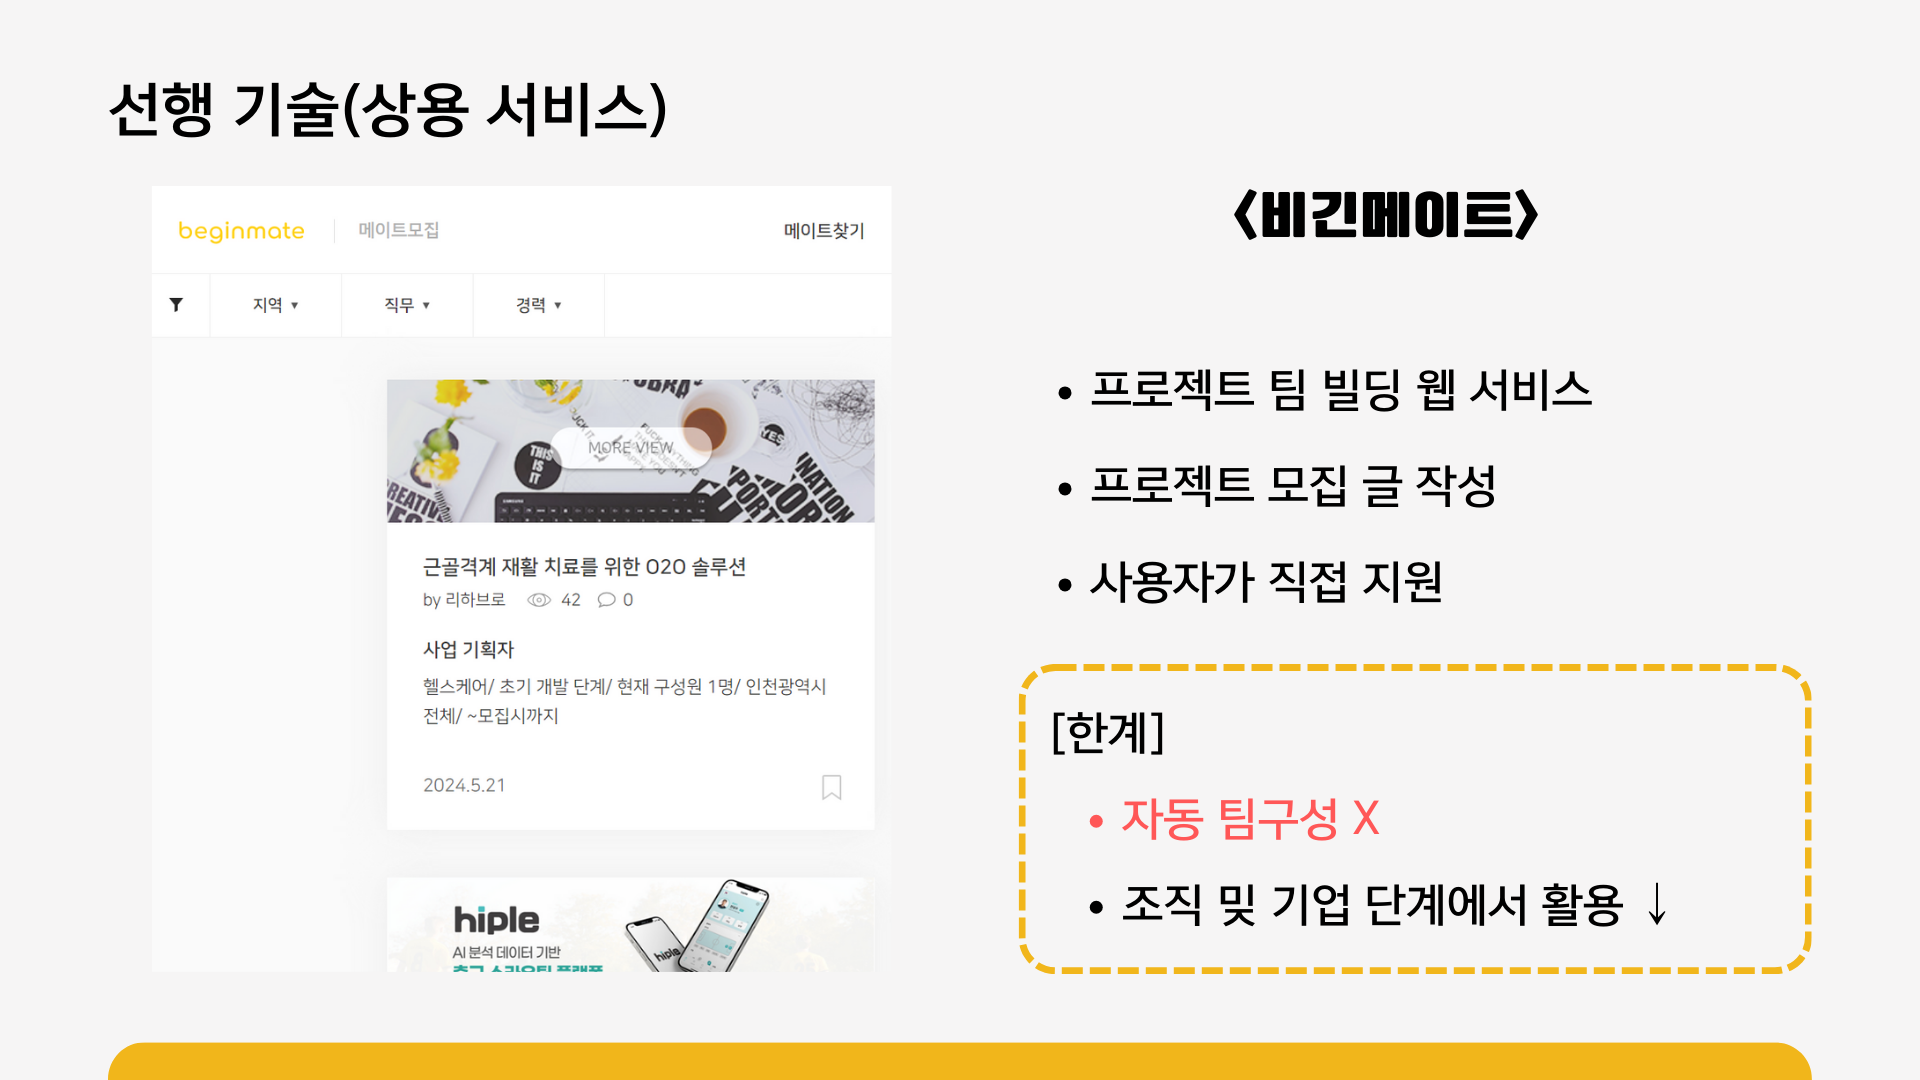 선행 기술(상용 서비스)
beginmate
메이트모집
메이트찾기
지역 ▼
직무 ▼
경력 ▼
MORE VIEW
THIS
IS
IT
YES
근골격계 재활 치료를 위한 O2O 솔루션
by 리하브로 42 0
사업 기획자
헬스케어/ 초기 개발 단계/ 현재 구성원 1명/ 인천광역시
전체/ ~모집시까지
2024.5.21
hiple
AI 분석 데이터 기반
<비긴메이트>
• 프로젝트 팀 빌딩 웹 서비스
• 프로젝트 모집 글 작성
• 사용자가 직접 지원
[한계]
• 자동 팀구성 X
• 조직 및 기업 단계에서 활용 ↓